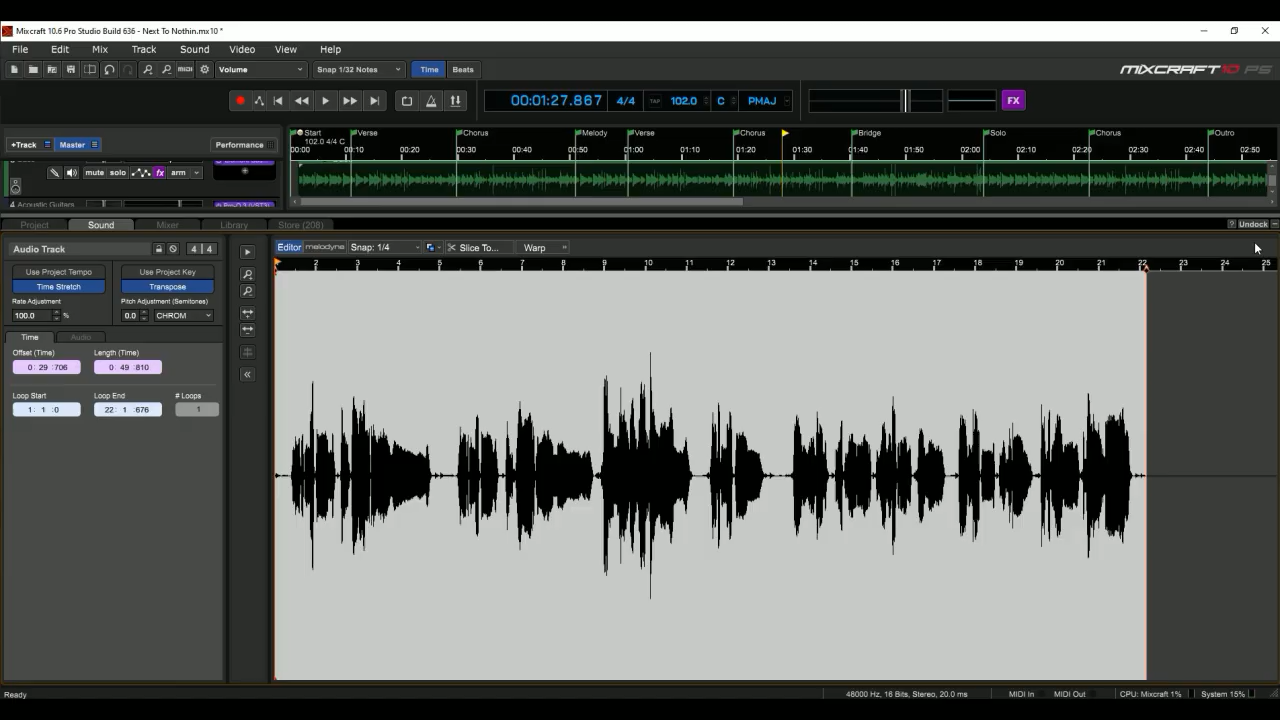 Mixcraft 10.6 Pro Studio Build 636 - Next To Nothin.mx10 *
File Edit Mix Track Sound Video View Help
MIDI Volume Snap 1/32 Notes Time Beats MIXCRAFT 10 PS
00:01:27.867 4/4 TAP 102.0 C PMAJ FX
Start Verse Chorus Melody Verse Chorus Bridge Solo Chorus Outro
+Track Master Performance
102.0 4/4 C
00:00 00:10 00:20 00:30 00:40 00:50 01:00 01:10 01:20 01:30 01:40 01:50 02:00 02:10 02:20 02:30 02:40 02:50
mute solo fx arm
4 Acoustic Guitars
Project Sound Mixer Library Store (208) ? Undock
Audio Track 4 | 4 Editor melodyne Snap: 1/4 Slice To... Warp »
2 3 4 5 6 7 8 9 10 11 12 13 14 15 16 17 18 19 20 21 22 23 24 25
Use Project Tempo Use Project Key
Time Stretch Transpose
Rate Adjustment Pitch Adjustment (Semitones)
100.0 % 0.0 CHROM
Time Audio
Offset (Time) Length (Time)
0: 29 :706 0: 49 :810
Loop Start Loop End # Loops
1: 1 :0 22: 1 :676 1
Ready 48000 Hz, 16 Bits, Stereo, 20.0 ms MIDI In MIDI Out CPU: Mixcraft 1% System 15%